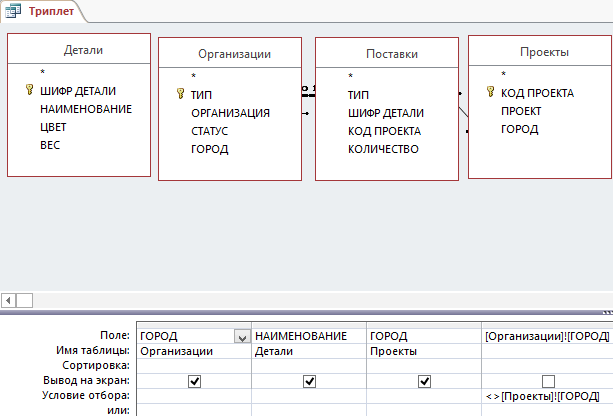 Триплет
Детали
*
ШИФР ДЕТАЛИ
НАИМЕНОВАНИЕ
ЦВЕТ
ВЕС
Организации
*
ТИП
ОРГАНИЗАЦИЯ
СТАТУС
ГОРОД
Поставки
*
ТИП
ШИФР ДЕТАЛИ
КОД ПРОЕКТА
КОЛИЧЕСТВО
Проекты
*
КОД ПРОЕКТА
ПРОЕКТ
ГОРОД
Поле: ГОРОД НАИМЕНОВАНИЕ ГОРОД [Организации]![ГОРОД]
Имя таблицы: Организации Детали Проекты
Сортировка:
Вывод на экран:
Условие отбора: <>[Проекты]![ГОРОД]
или: